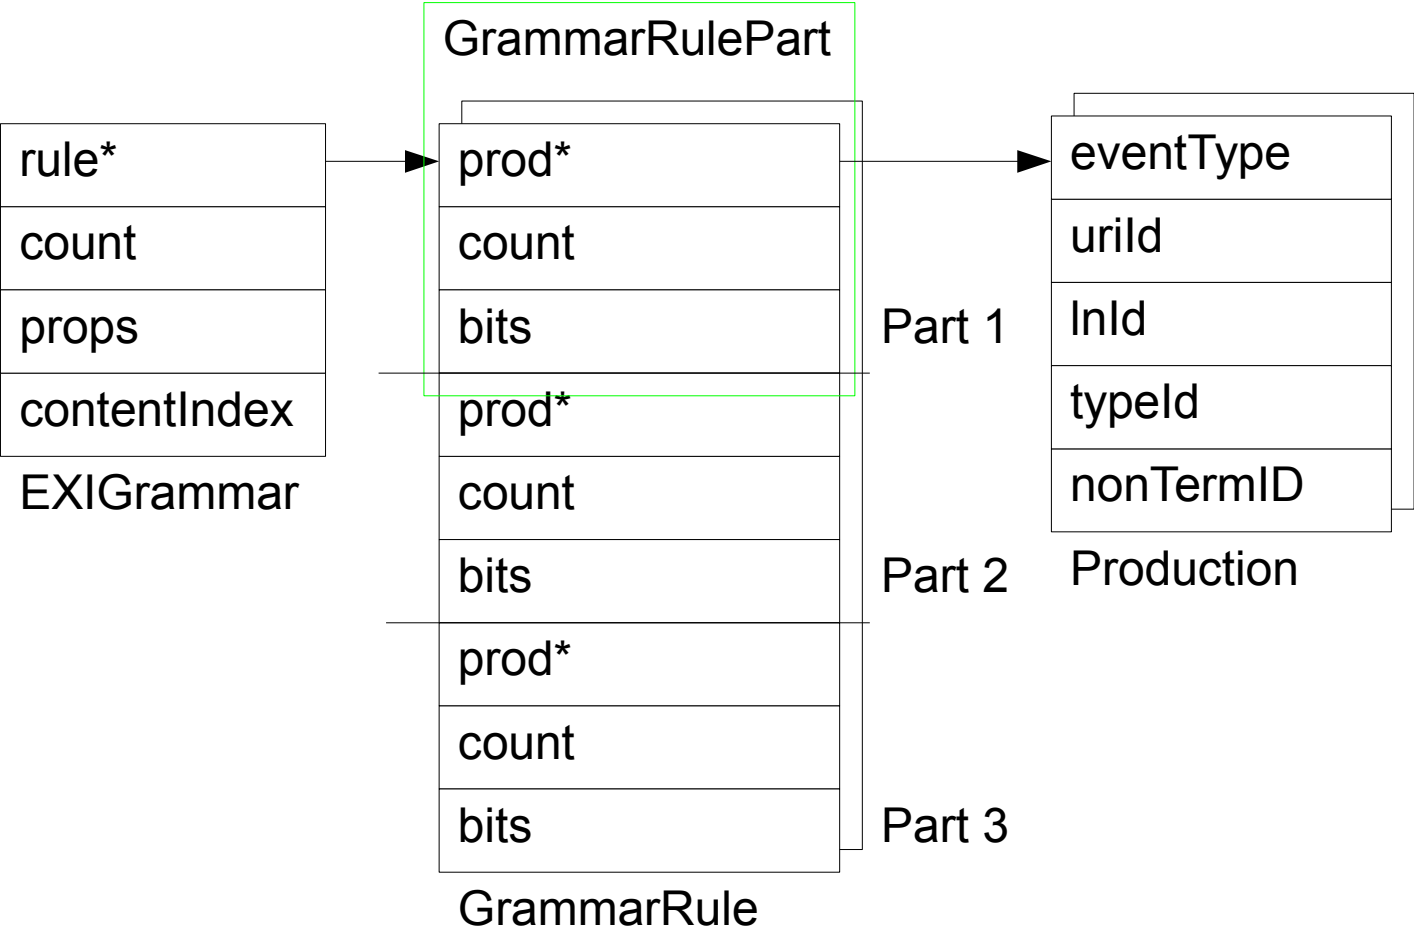 GrammarRulePart
rule*
count
props
contentIndex
EXIGrammar
prod*
count
bits
Part 1
prod*
count
bits
Part 2
prod*
count
bits
Part 3
GrammarRule
eventType
uriId
lnId
typeId
nonTermID
Production